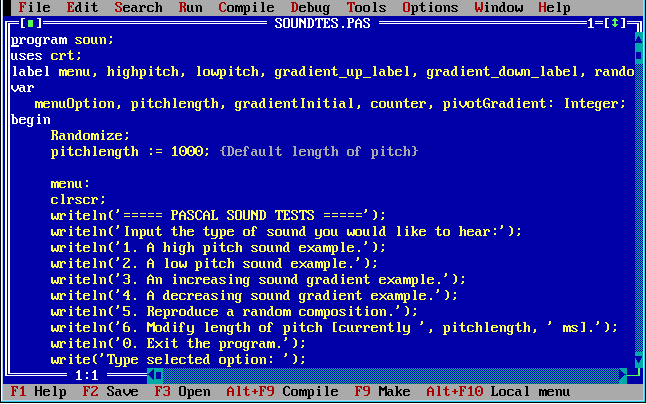 File Edit Search Run Compile Debug Tools Options Window Help
[■] SOUNDTES.PAS 1=[↕]
program soun;
uses crt;
label menu, highpitch, lowpitch, gradient_up_label, gradient_down_label, rando
var
menuOption, pitchlength, gradientInitial, counter, pivotGradient: Integer;
begin
Randomize;
pitchlength := 1000; {Default length of pitch}
menu:
clrscr;
writeln('===== PASCAL SOUND TESTS =====');
writeln('Input the type of sound you would like to hear:');
writeln('1. A high pitch sound example.');
writeln('2. A low pitch sound example.');
writeln('3. An increasing sound gradient example.');
writeln('4. A decreasing sound gradient example.');
writeln('5. Reproduce a random composition.');
writeln('6. Modify length of pitch [currently ', pitchlength, ' ms].');
writeln('0. Exit the program.');
write('Type selected option: ');
1:1
F1 Help F2 Save F3 Open Alt+F9 Compile F9 Make Alt+F10 Local menu